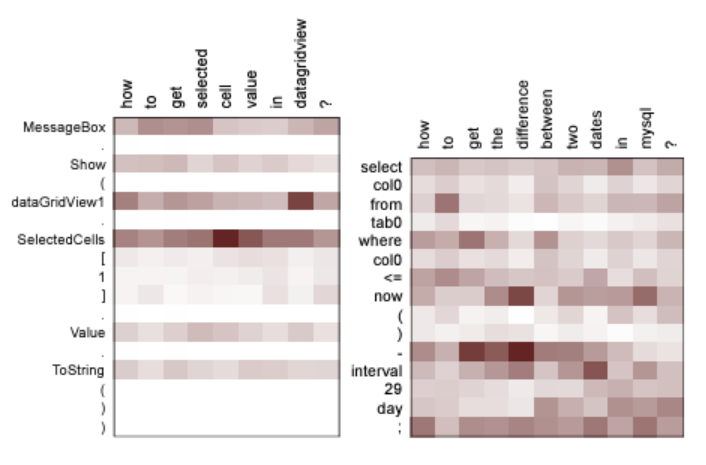 how to get selected cell value in datagridview ?
MessageBox
.
Show
(
dataGridView1
.
SelectedCells
[
1
]
.
Value
.
ToString
(
)
)
how to get the difference between two dates in mysql ?
select
col0
from
tab0
where
col0
<=
now
(
)
-
interval
29
day
;